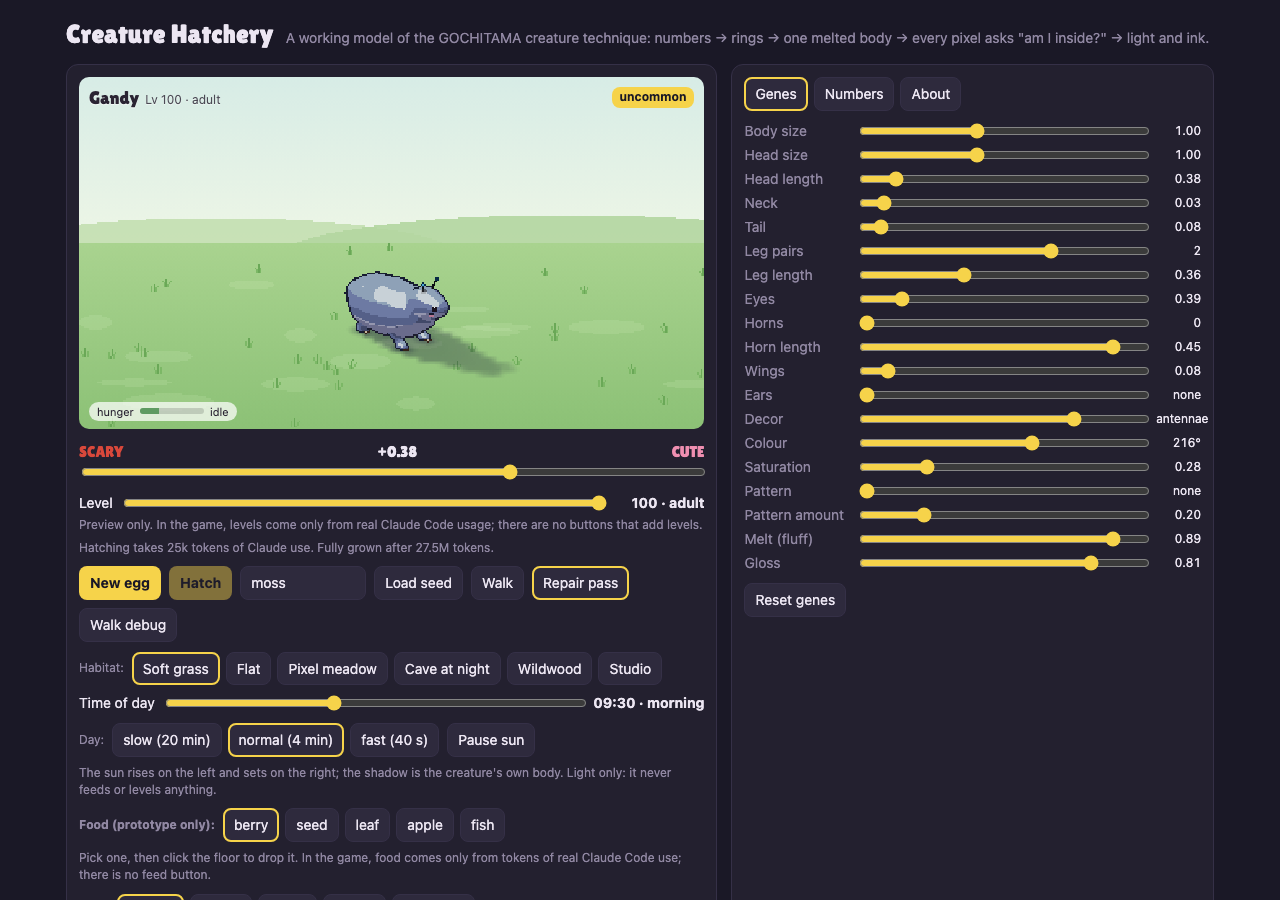 Creature Hatchery A working model of the GOCHITAMA creature technique: numbers → rings → one melted body → every pixel asks "am I inside?" → light and ink.
Gandy Lv 100 · adult uncommon
hunger idle
SCARY +0.38 CUTE
Level 100 · adult
Preview only. In the game, levels come only from real Claude Code usage; there are no buttons that add levels.
Hatching takes 25k tokens of Claude use. Fully grown after 27.5M tokens.
New egg Hatch moss Load seed Walk Repair pass
Walk debug
Habitat: Soft grass Flat Pixel meadow Cave at night Wildwood Studio
Time of day 09:30 · morning
Day: slow (20 min) normal (4 min) fast (40 s) Pause sun
The sun rises on the left and sets on the right; the shadow is the creature's own body. Light only: it never
feeds or levels anything.
Food (prototype only): berry seed leaf apple fish
Pick one, then click the floor to drop it. In the game, food comes only from tokens of real Claude Code use;
there is no feed button.
Genes Numbers About
Body size 1.00
Head size 1.00
Head length 0.38
Neck 0.03
Tail 0.08
Leg pairs 2
Leg length 0.36
Eyes 0.39
Horns 0
Horn length 0.45
Wings 0.08
Ears none
Decor antennae
Colour 216°
Saturation 0.28
Pattern none
Pattern amount 0.20
Melt (fluff) 0.89
Gloss 0.81
Reset genes